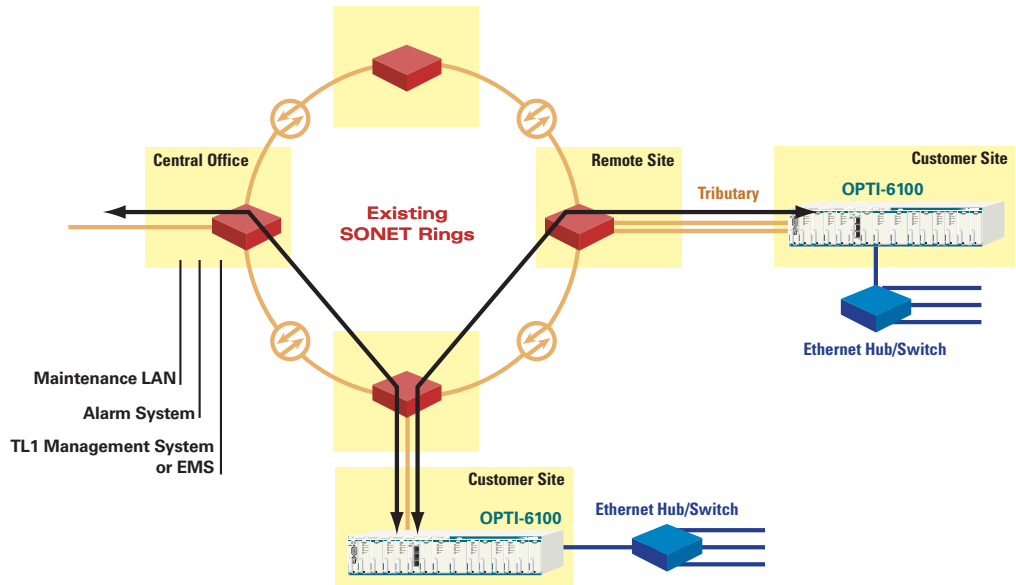 Central Office
Remote Site
Customer Site
OPTI-6100
Tributary
Existing
SONET Rings
Ethernet Hub/Switch
Maintenance LAN
Alarm System
TL1 Management System
or EMS
Customer Site
OPTI-6100
Ethernet Hub/Switch